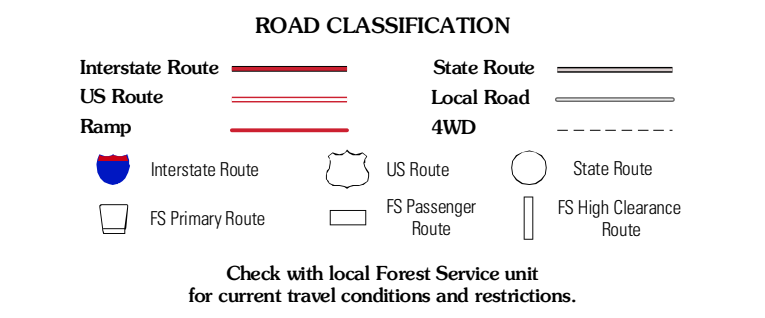 ROAD CLASSIFICATION
Interstate Route
State Route
US Route
Local Road
Ramp
4WD
Interstate Route
US Route
State Route
FS Primary Route
FS Passenger
Route
FS High Clearance
Route
Check with local Forest Service unit
for current travel conditions and restrictions.